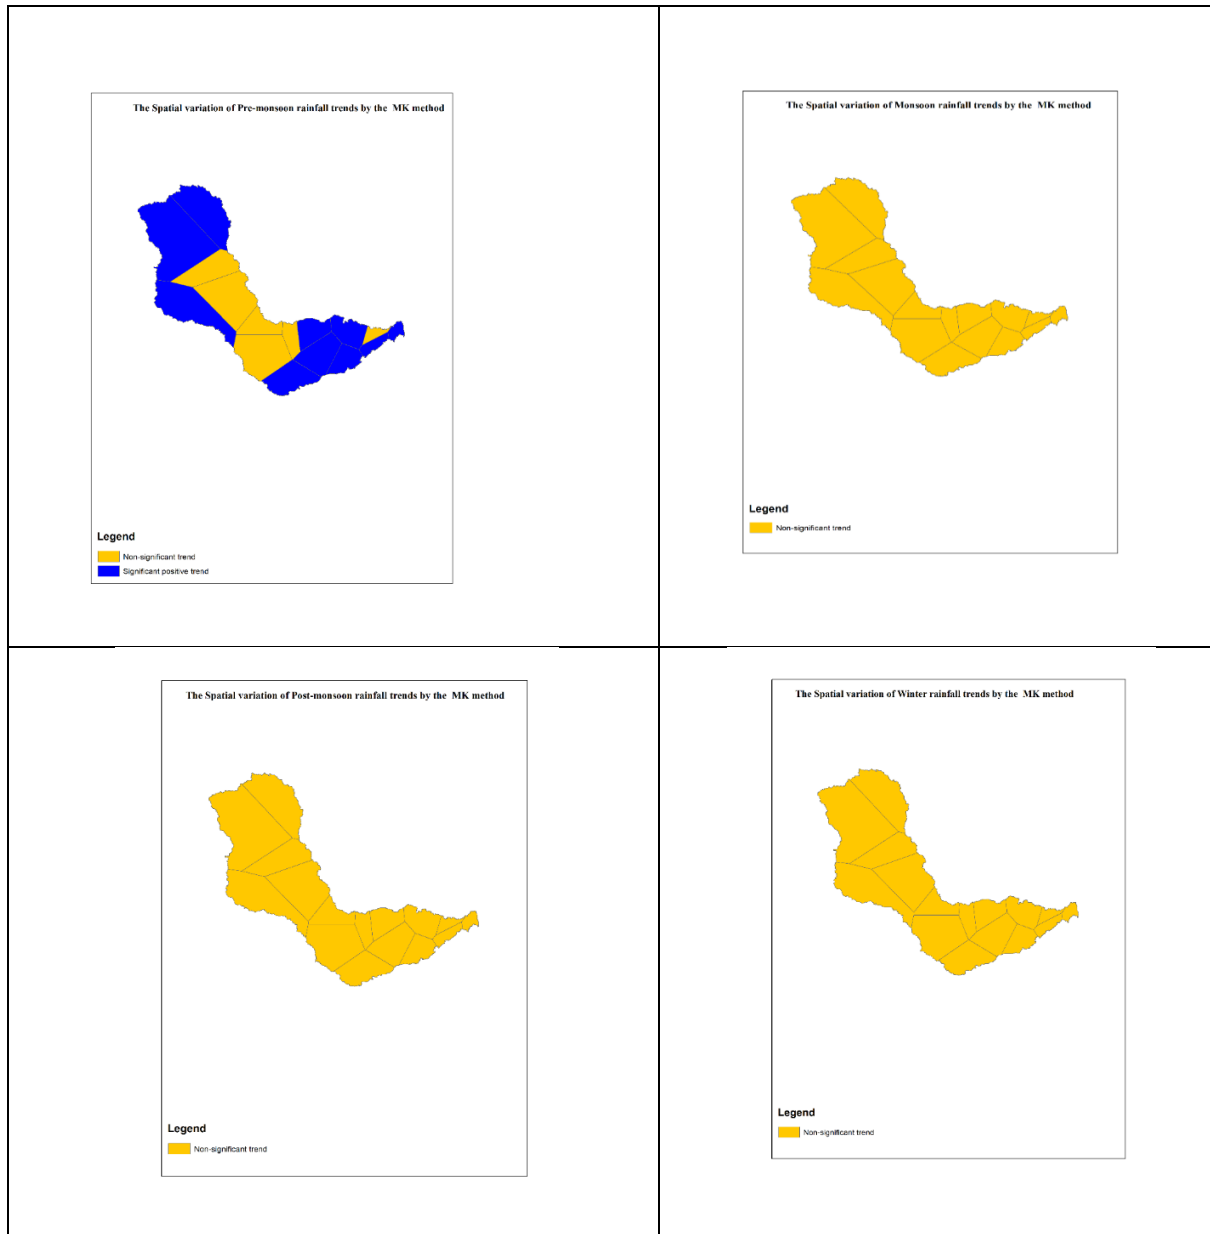 The Spatial variation of Pre-monsoon rainfall trends by the MK method
Legend
Non-significant trend
Significant positive trend
The Spatial variation of Monsoon rainfall trends by the MK method
Legend
Non-significant trend
The Spatial variation of Post-monsoon rainfall trends by the MK method
Legend
Non-significant trend
The Spatial variation of Winter rainfall trends by the MK method
Legend
Non-significant trend